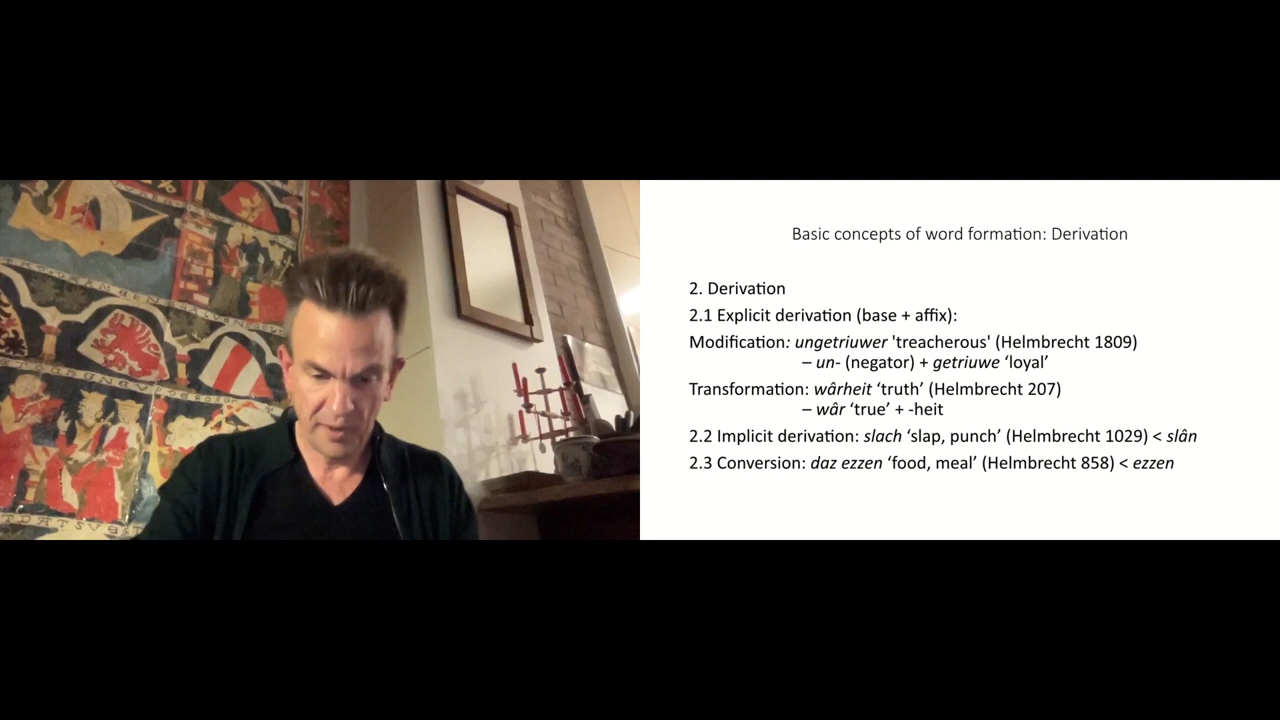 Basic concepts of word formation: Derivation
2. Derivation
2.1 Explicit derivation (base + affix):
Modification: ungetriuwer 'treacherous' (Helmbrecht 1809)
– un- (negator) + getriuwe ‘loyal’
Transformation: wârheit ‘truth’ (Helmbrecht 207)
– wâr ‘true’ + -heit
2.2 Implicit derivation: slach ‘slap, punch’ (Helmbrecht 1029) < slân
2.3 Conversion: daz ezzen ‘food, meal’ (Helmbrecht 858) < ezzen